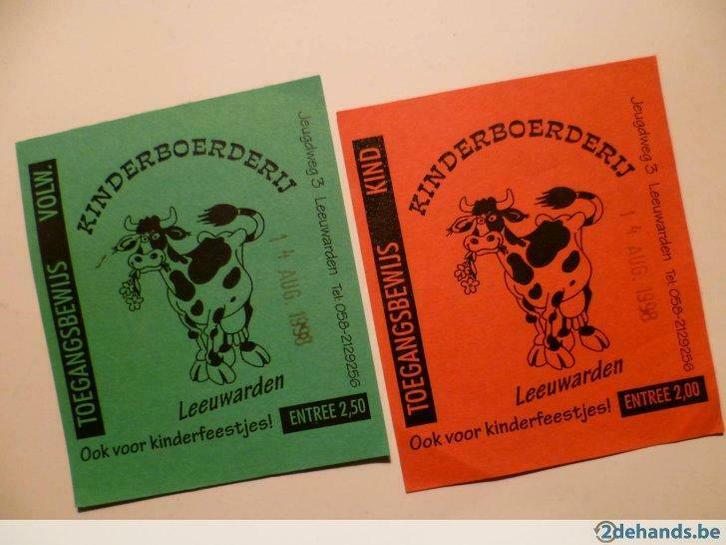 TOEGANGSBEWIJS VOLW.
KINDERBOERDERIJ
Jeugdweg 3 Leeuwarden Tel: 058-2129256
14 AUG. 1998
Leeuwarden
Ook voor kinderfeestjes!
ENTREE 2,50
TOEGANGSBEWIJS KIND
KINDERBOERDERIJ
Jeugdweg 3 Leeuwarden Tel: 058-2129256
14 AUG. 1998
Leeuwarden
Ook voor kinderfeestjes!
ENTREE 2,00
2dehands.be